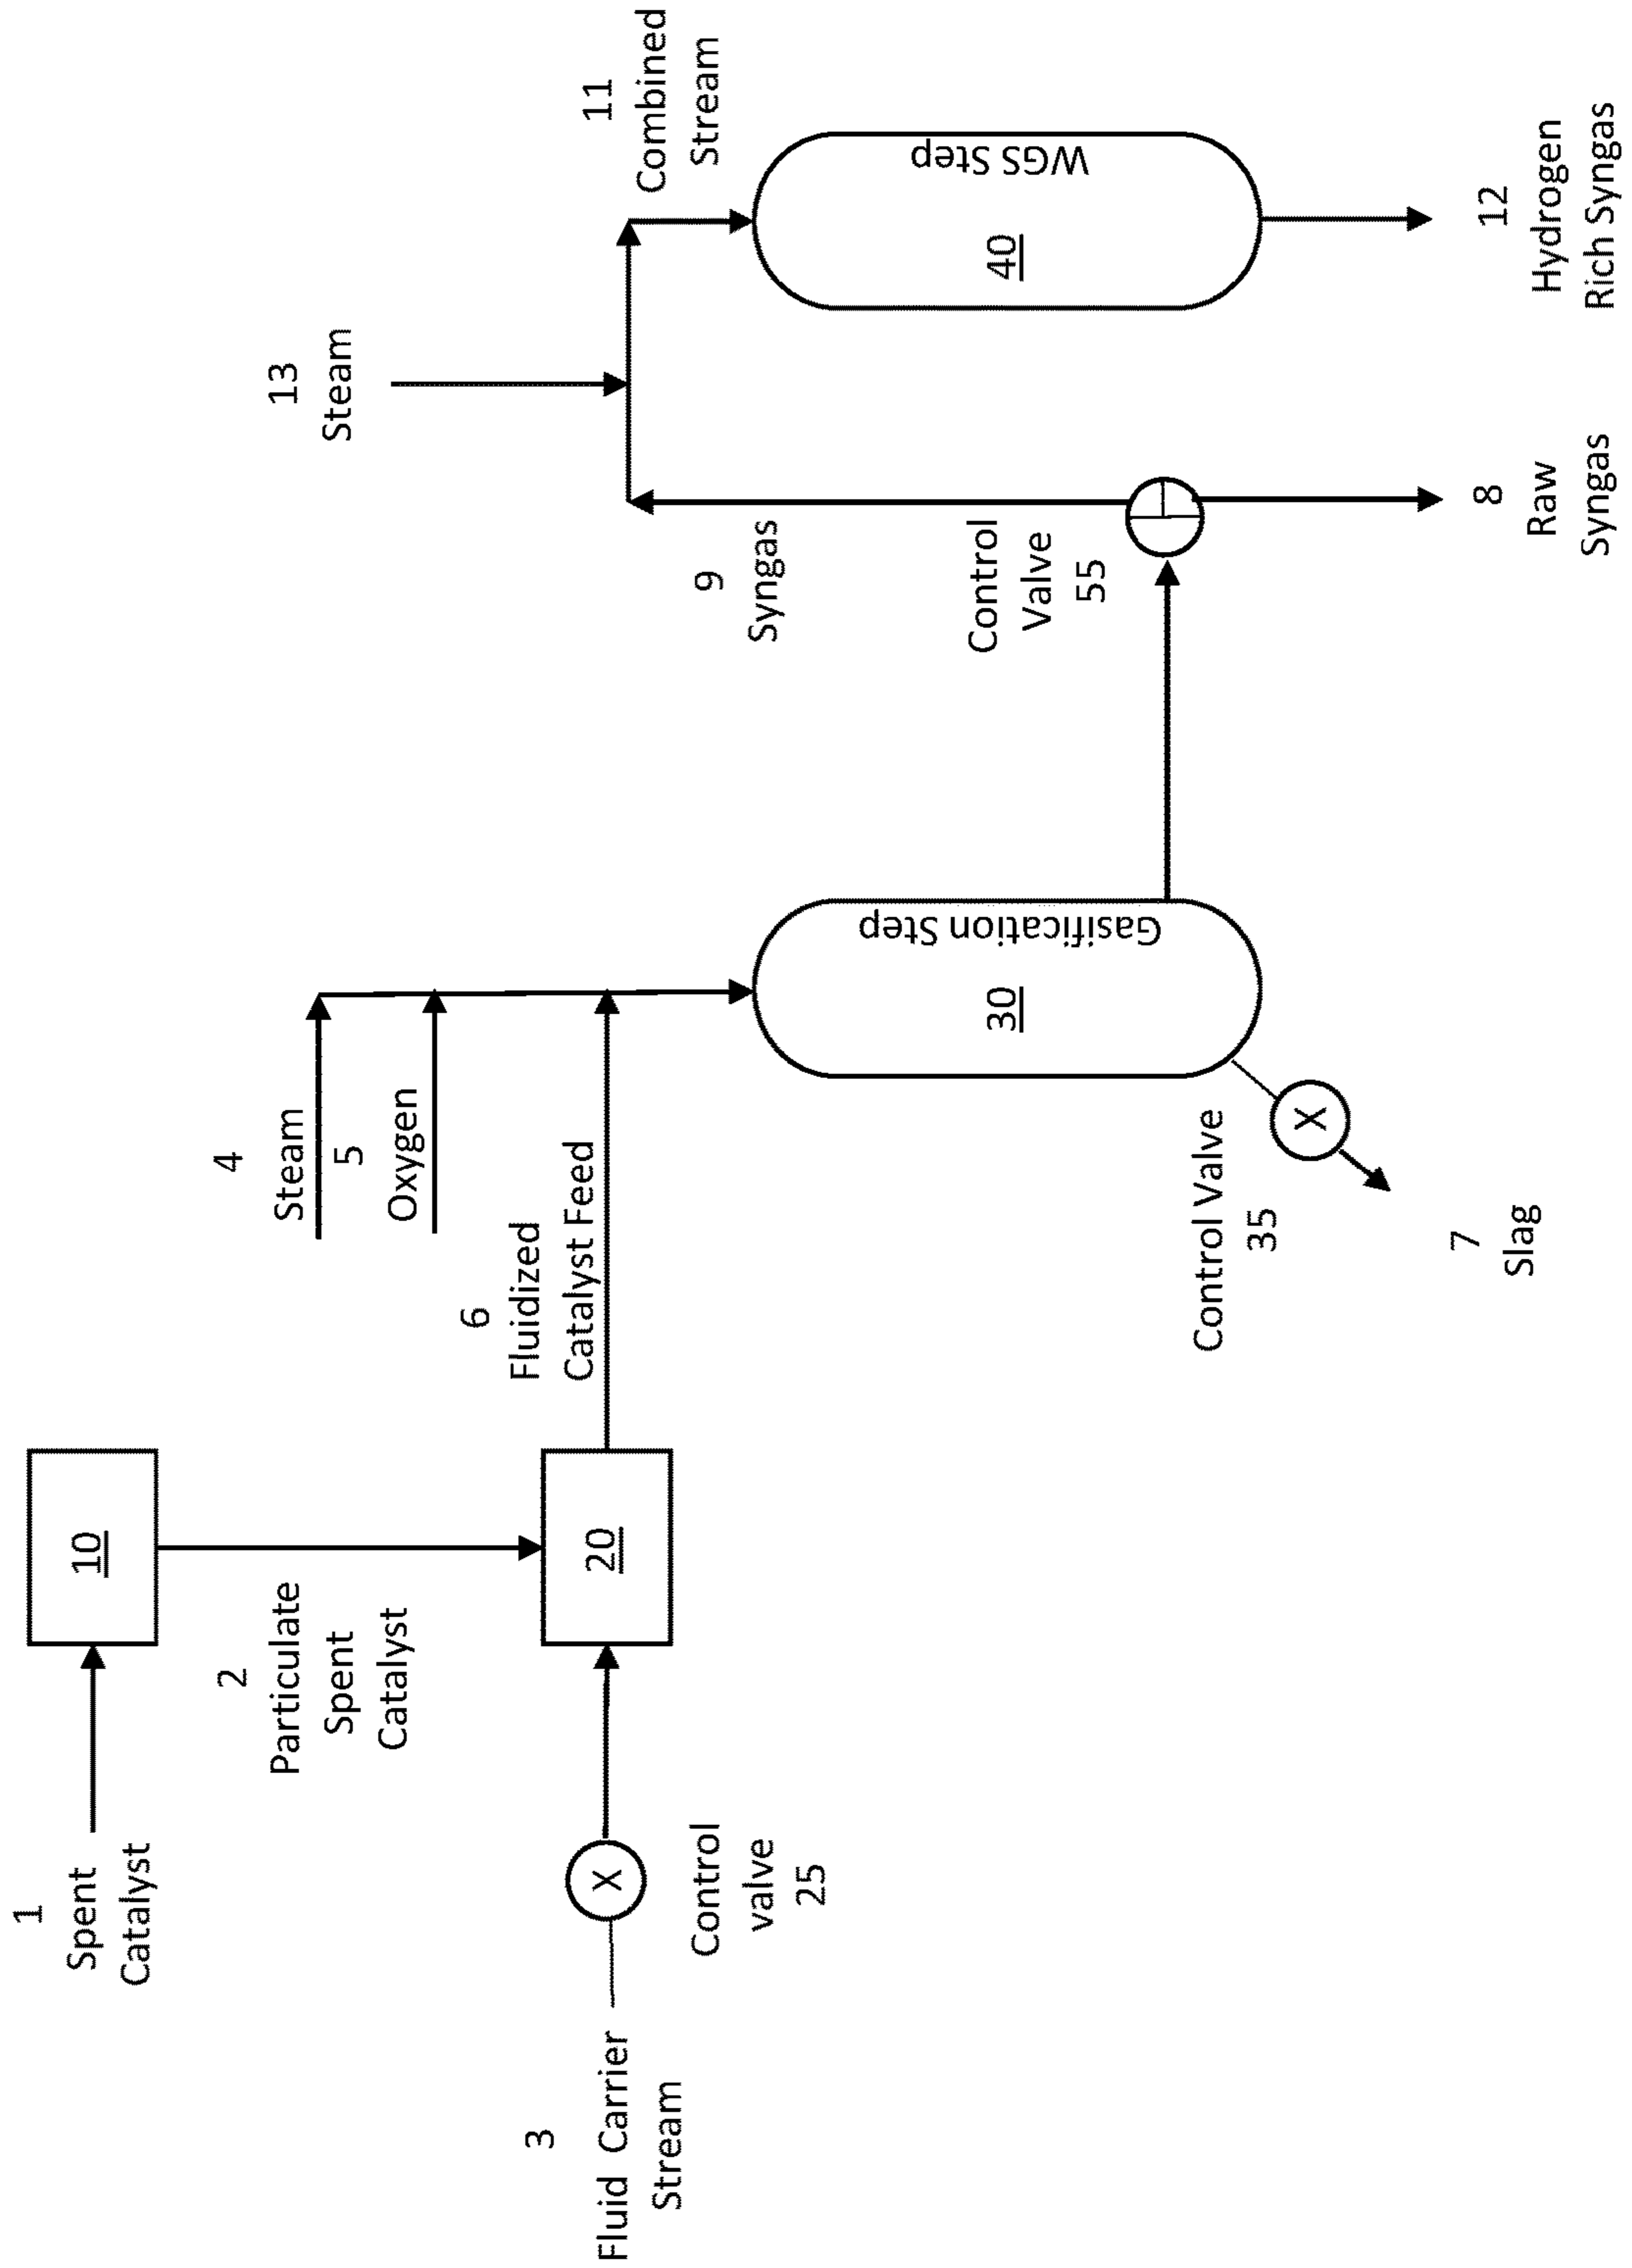 1
Spent
Catalyst
10
2
Particulate
Spent
Catalyst
3
Fluid Carrier
Stream
X
Control
valve
25
20
4
Steam
5
Oxygen
6
Fluidized
Catalyst Feed
30
Gasification Step
Control Valve
35
X
7
Slag
13
Steam
9
Syngas
Control
Valve
55
8
Raw
Syngas
11
Combined
Stream
40
WGS Step
12
Hydrogen
Rich Syngas